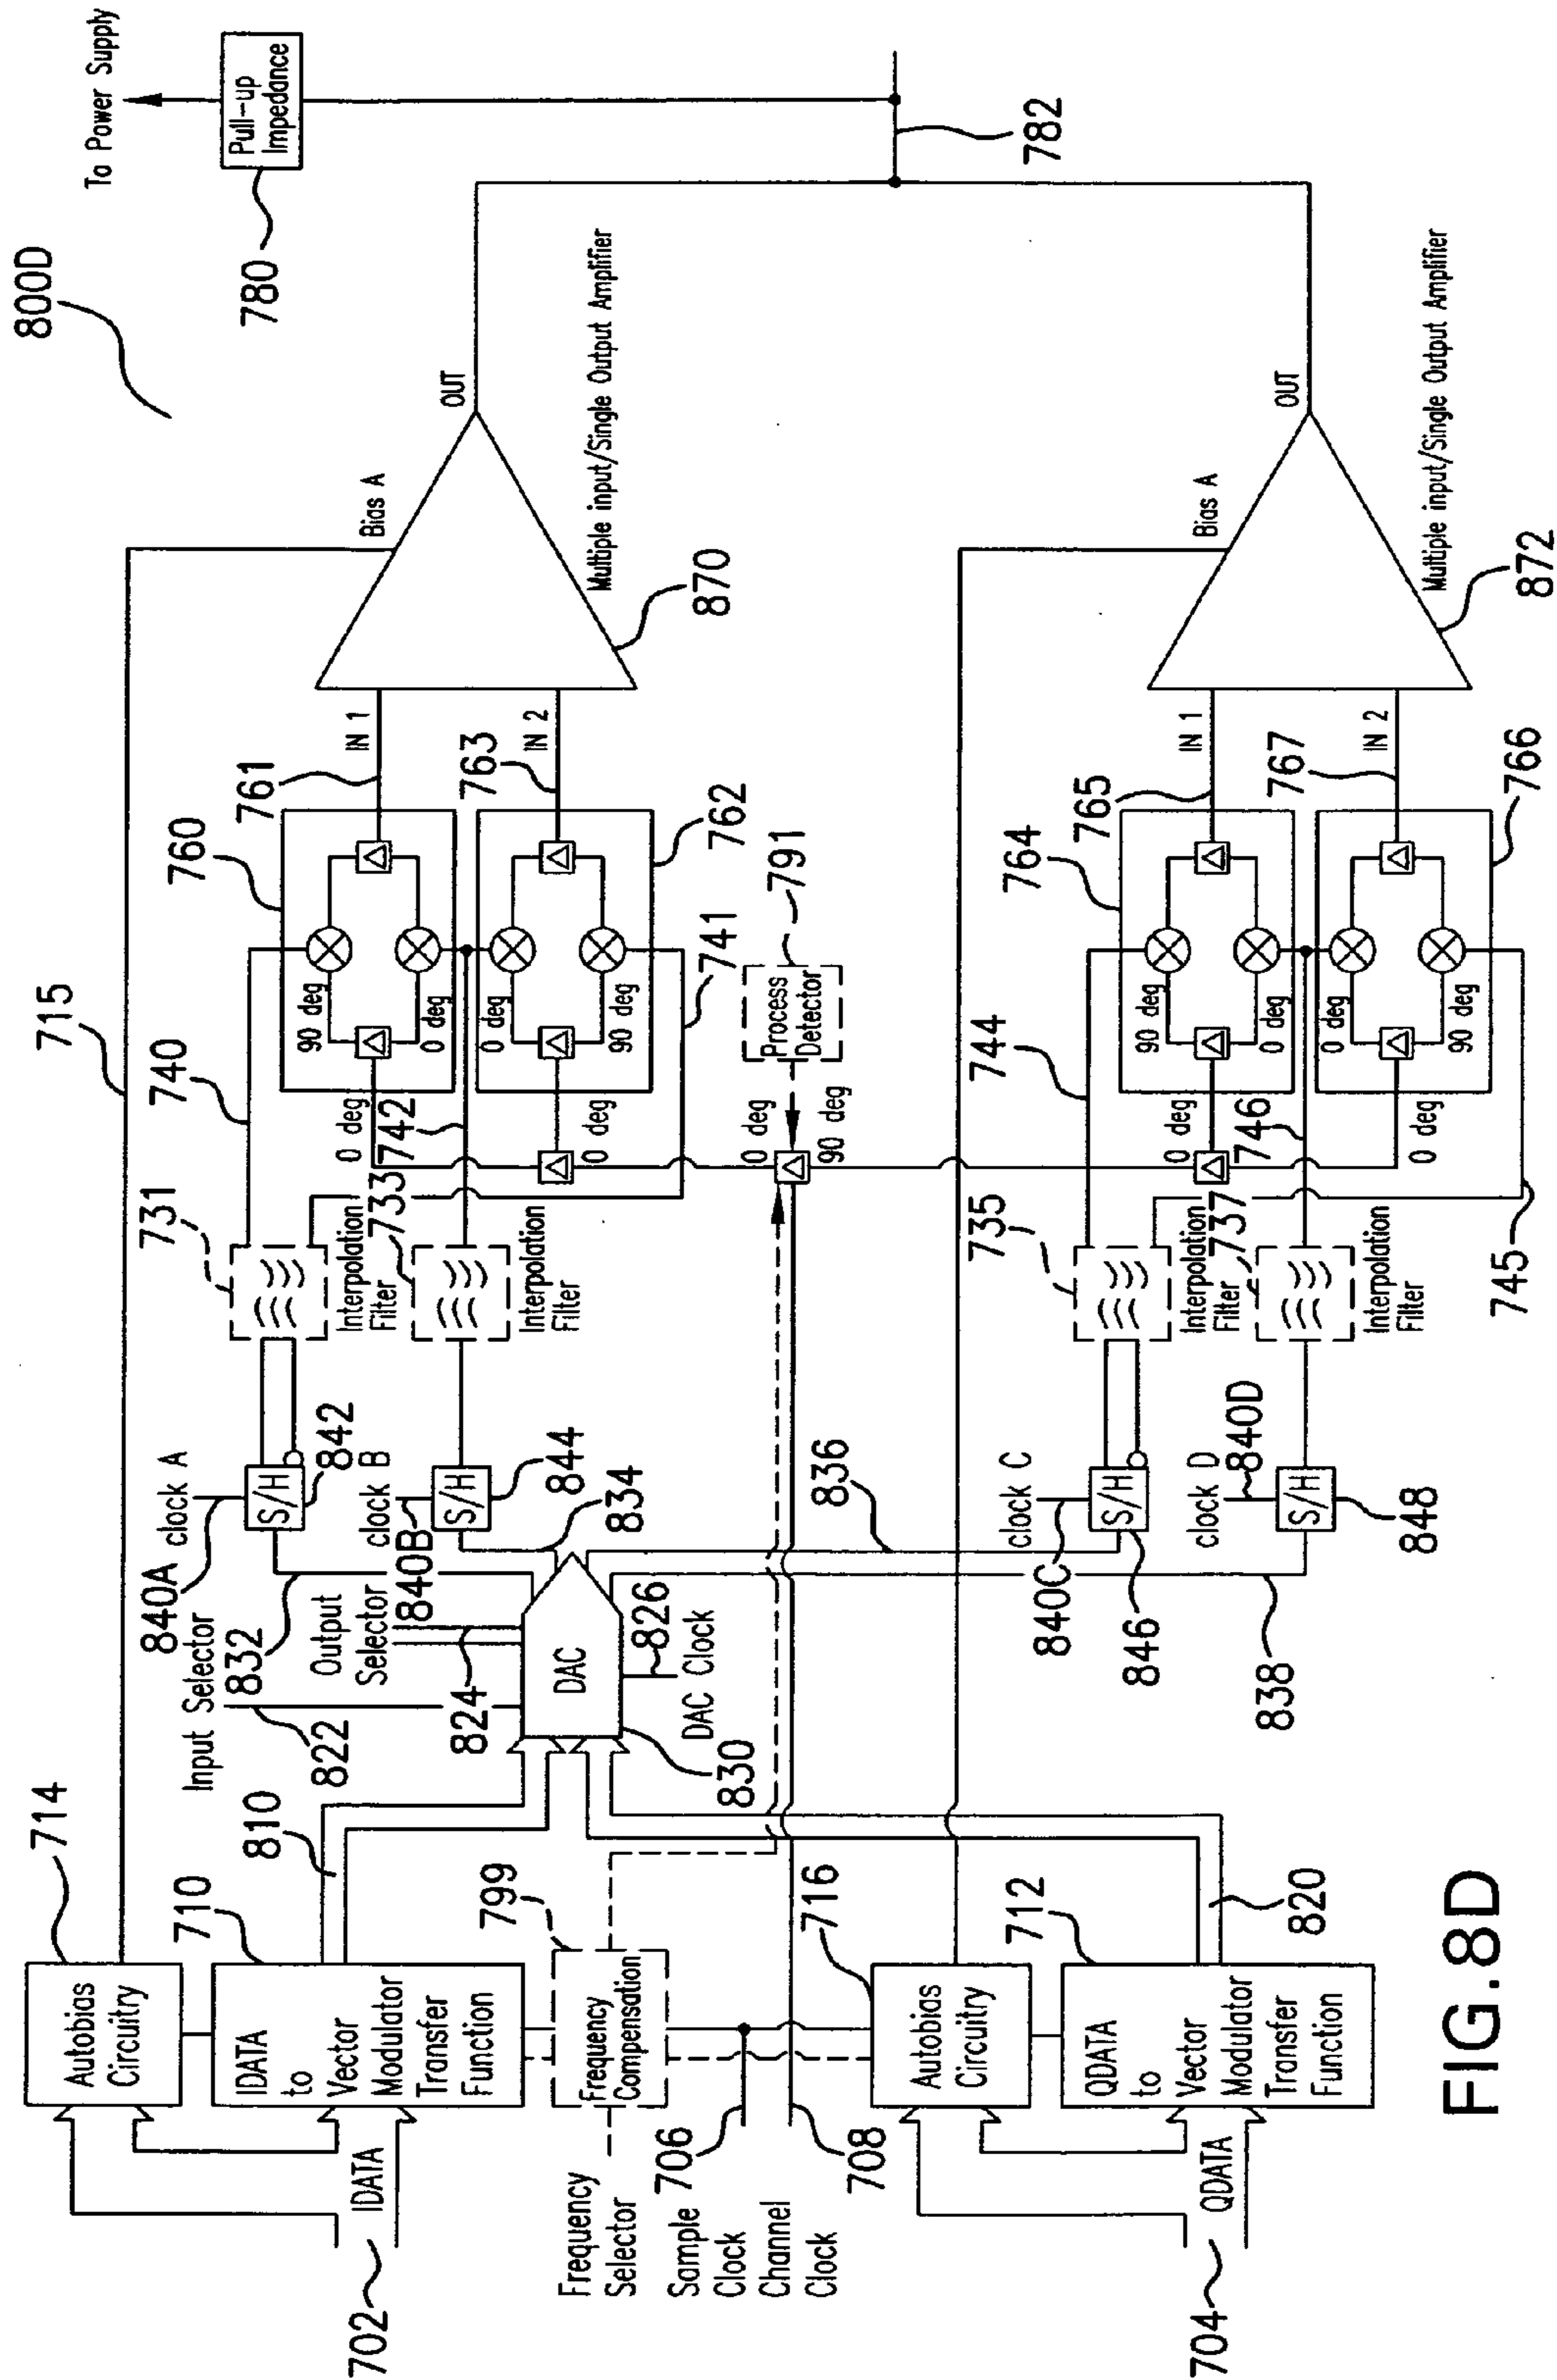 800D
To Power Supply
Pull-up
Impedance
780
782
714
Autobias
Circuitry
715
702
IDATA
710
IDATA
to
Vector
Modulator
Transfer
Function
810
Input Selector
822
Output
Selector
824
832
840A
clock A
S/H
842
840B
clock B
S/H
844
834
DAC
830
826
DAC Clock
731
Interpolation
Filter
733
Interpolation
Filter
740
742
741
0 deg
0 deg
760
90 deg
0 deg
761
IN 1
762
0 deg
90 deg
763
IN 2
Bias A
OUT
Multiple input/Single Output Amplifier
870
Frequency
Selector
799
Frequency
Compensation
706
Sample
Clock
Channel
Clock
708
0 deg
90 deg
Process
Detector
791
716
Autobias
Circuitry
704
QDATA
712
QDATA
to
Vector
Modulator
Transfer
Function
820
836
838
840C
clock C
S/H
846
840D
clock D
S/H
848
735
Interpolation
Filter
737
Interpolation
Filter
744
746
745
0 deg
0 deg
764
90 deg
0 deg
765
IN 1
766
0 deg
90 deg
767
IN 2
Bias A
OUT
Multiple input/Single Output Amplifier
872
FIG.8D